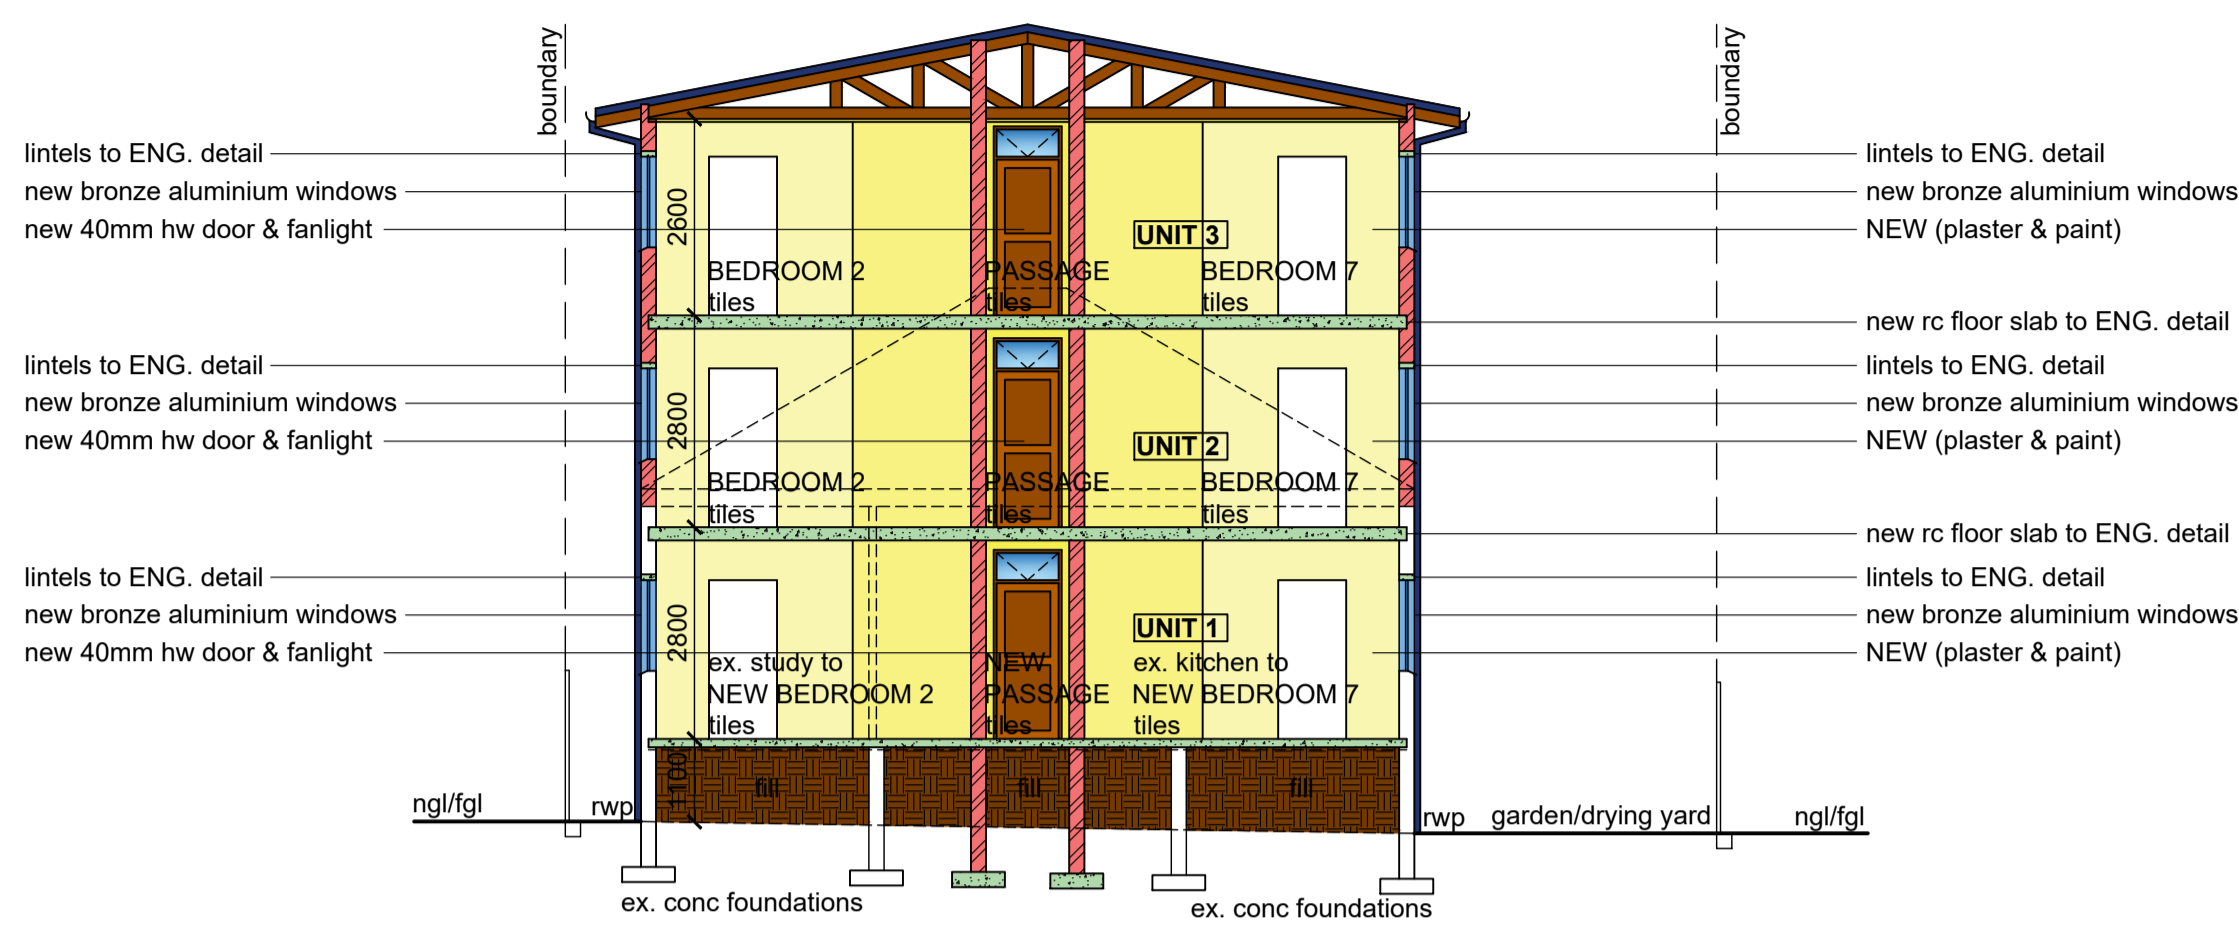 boundary
boundary
lintels to ENG. detail
new bronze aluminium windows
new 40mm hw door & fanlight
2600
UNIT 3
BEDROOM 2
tiles
PASSAGE
tiles
BEDROOM 7
tiles
lintels to ENG. detail
new bronze aluminium windows
NEW (plaster & paint)
new rc floor slab to ENG. detail
lintels to ENG. detail
new bronze aluminium windows
new 40mm hw door & fanlight
2800
UNIT 2
BEDROOM 2
tiles
PASSAGE
tiles
BEDROOM 7
tiles
lintels to ENG. detail
new bronze aluminium windows
NEW (plaster & paint)
new rc floor slab to ENG. detail
lintels to ENG. detail
new bronze aluminium windows
new 40mm hw door & fanlight
2800
UNIT 1
ex. study to
NEW BEDROOM 2
tiles
NEW
PASSAGE
tiles
ex. kitchen to
NEW BEDROOM 7
tiles
lintels to ENG. detail
new bronze aluminium windows
NEW (plaster & paint)
1100
fill
fill
fill
ngl/fgl
rwp
rwp
garden/drying yard
ngl/fgl
ex. conc foundations
ex. conc foundations